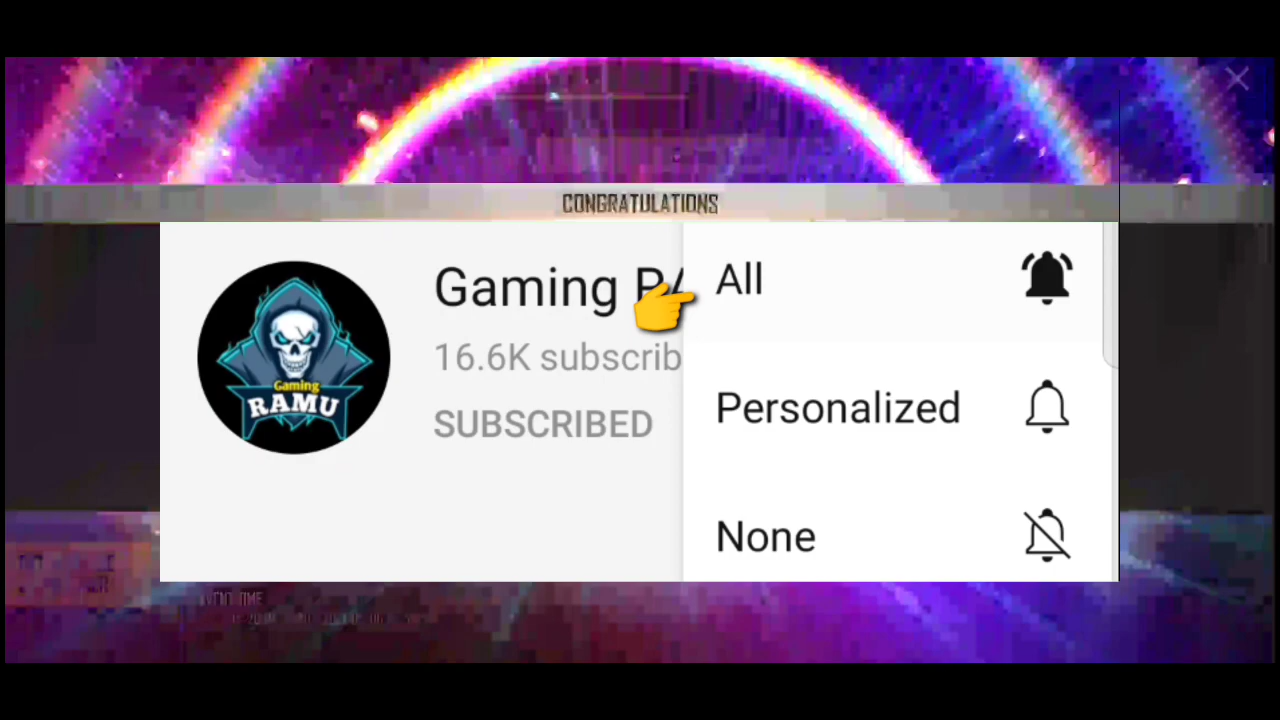 CONGRATULATIONS
Gaming
All
16.6K subscrib
Gaming
RAMU
Personalized
SUBSCRIBED
None